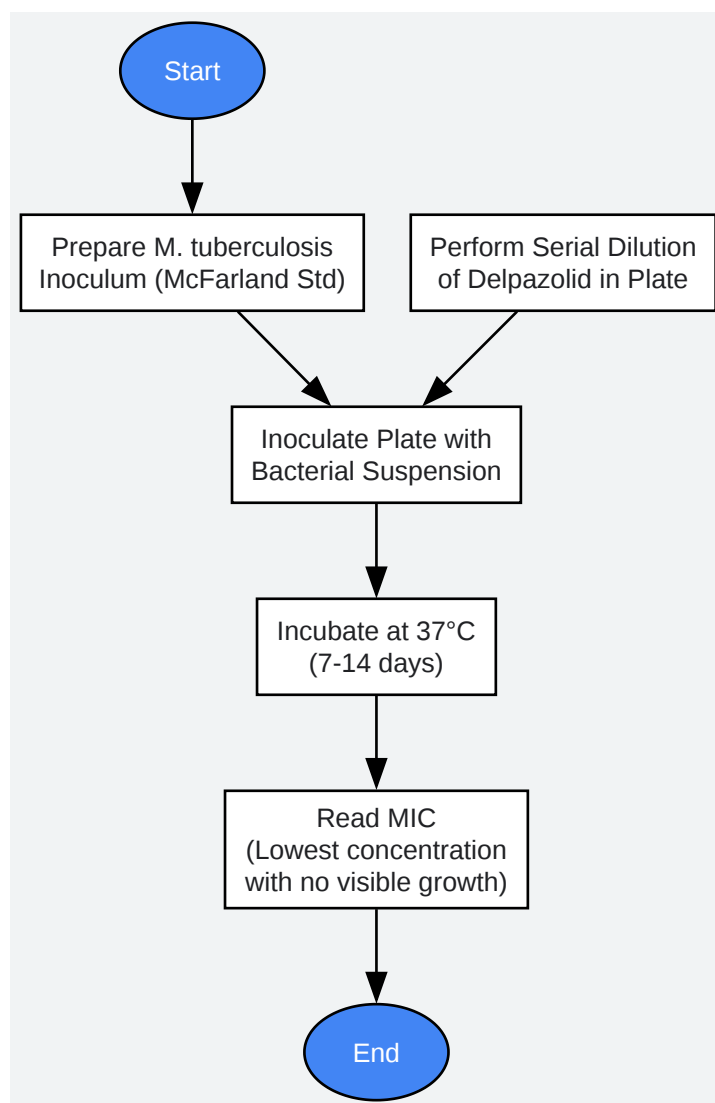 Start
Prepare M. tuberculosis
Inoculum (McFarland Std)
Perform Serial Dilution
of Delpazolid in Plate
Inoculate Plate with
Bacterial Suspension
Incubate at 37°C
(7-14 days)
Read MIC
(Lowest concentration
with no visible growth)
End